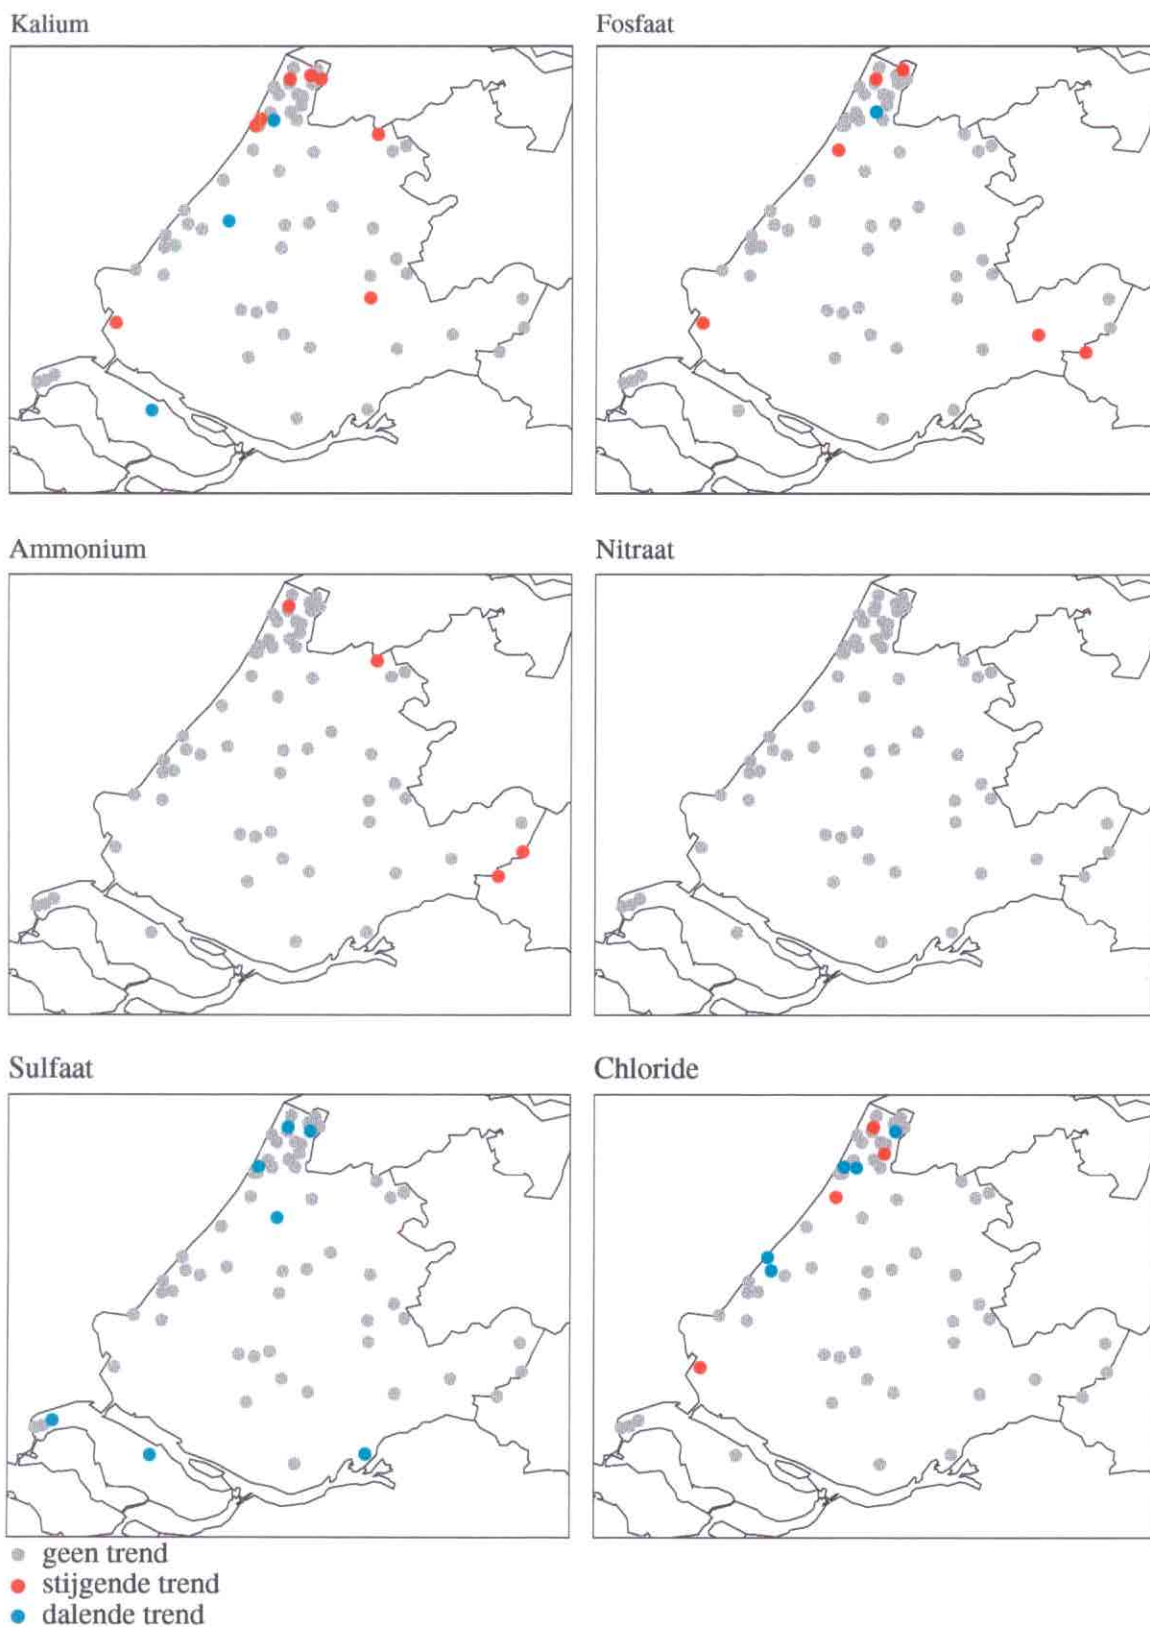 Kalium
Fosfaat
Ammonium
Nitraat
Sulfaat
Chloride
geen trend
stijgende trend
dalende trend